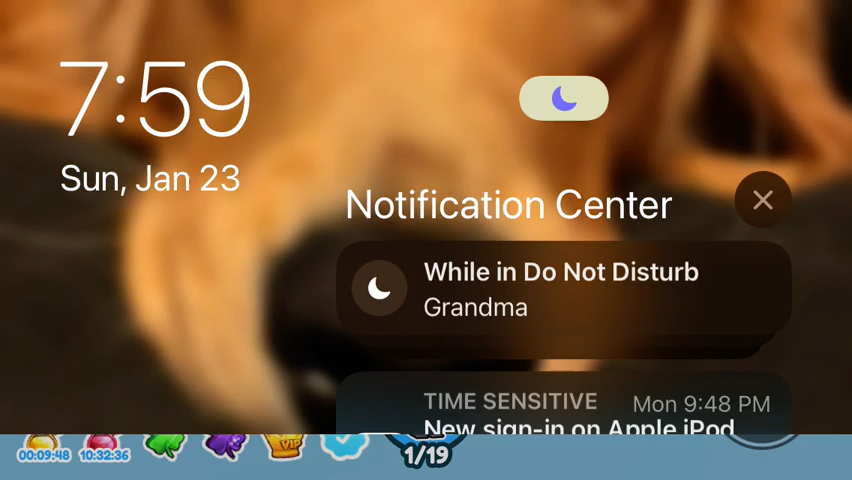 7:59
Sun, Jan 23
Notification Center
While in Do Not Disturb
Grandma
TIME SENSITIVE
Mon 9:48 PM
New sign-in on Apple iPod
00:09:48
10:32:36
VIP
1/19